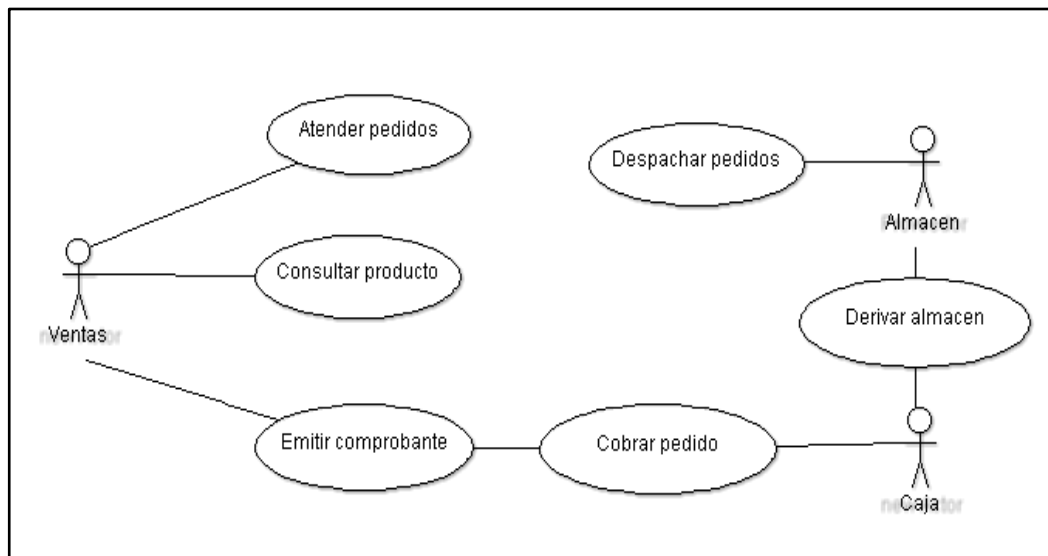 Atender pedidos
Despachar pedidos
Almacen
Consultar producto
Ventas
Derivar almacen
Emitir comprobante
Cobrar pedido
Caja